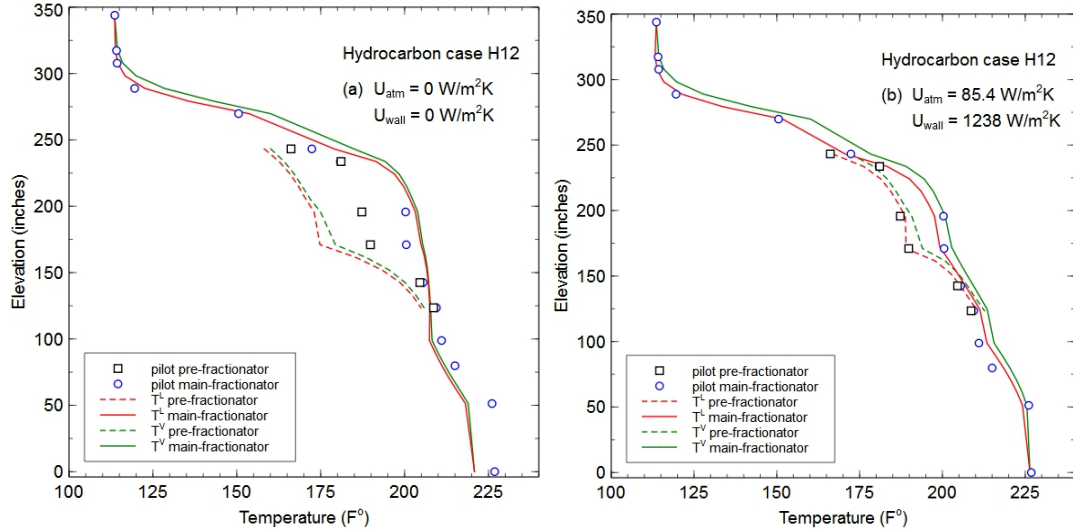 350
300
250
200
150
100
50
0
Elevation (inches)
100
125
150
175
200
225
Temperature (F°)
Hydrocarbon case H12
(a) U_atm = 0 W/m²K
U_wall = 0 W/m²K
pilot pre-fractionator
pilot main-fractionator
T^L pre-fractionator
T^L main-fractionator
T^V pre-fractionator
T^V main-fractionator
350
300
250
200
150
100
50
0
Elevation (inches)
100
125
150
175
200
225
Temperature (F°)
Hydrocarbon case H12
(b) U_atm = 85.4 W/m²K
U_wall = 1238 W/m²K
pilot pre-fractionator
pilot main-fractionator
T^L pre-fractionator
T^L main-fractionator
T^V pre-fractionator
T^V main-fractionator